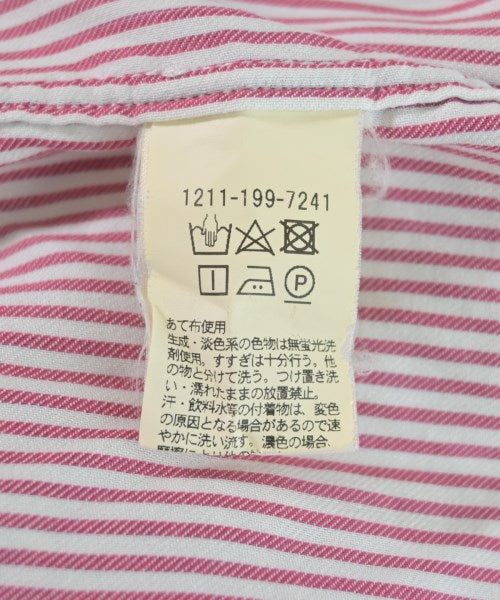 1211-199-7241
P
あて布使用
生成・淡色系の色物は無蛍光洗
剤使用。すすぎは十分行う。他
の物と分けて洗う。つけ置き洗
い・濡れたままの放置禁止。
汗・飲料水等の付着物は、変色
の原因となる場合があるので速
やかに洗い流す。濃色の場合、